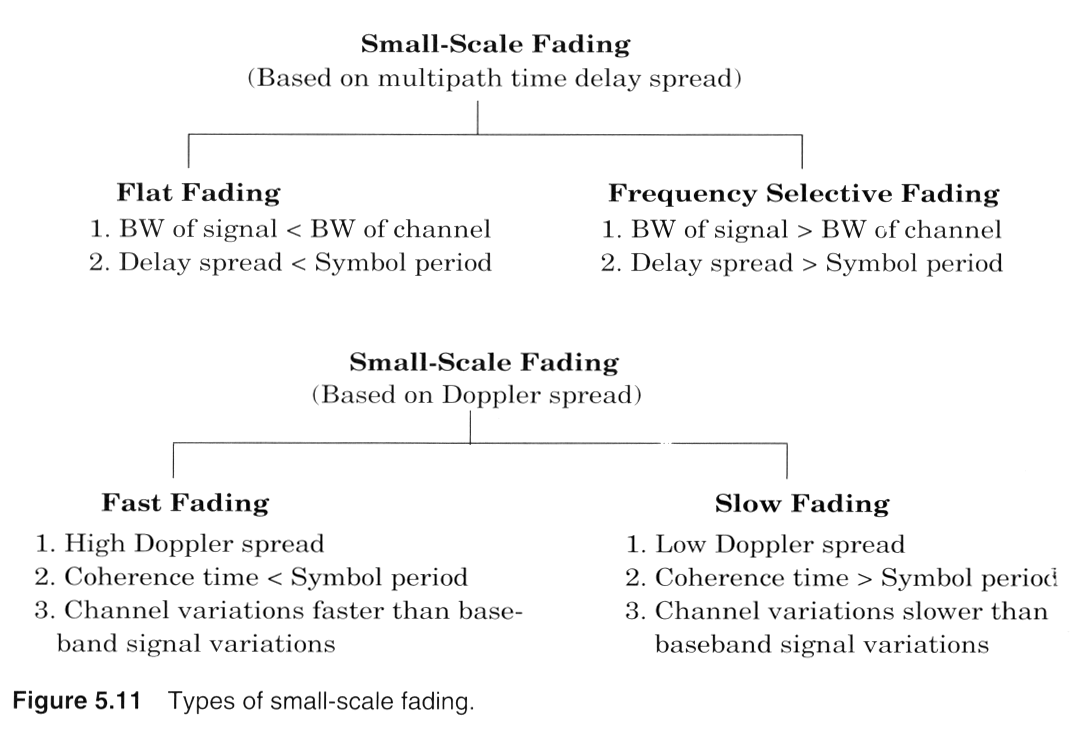 Small-Scale Fading
(Based on multipath time delay spread)
Flat Fading
1. BW of signal < BW of channel
2. Delay spread < Symbol period
Frequency Selective Fading
1. BW of signal > BW of channel
2. Delay spread > Symbol period
Small-Scale Fading
(Based on Doppler spread)
Fast Fading
1. High Doppler spread
2. Coherence time < Symbol period
3. Channel variations faster than base-
band signal variations
Slow Fading
1. Low Doppler spread
2. Coherence time > Symbol period
3. Channel variations slower than
baseband signal variations
Figure 5.11 Types of small-scale fading.